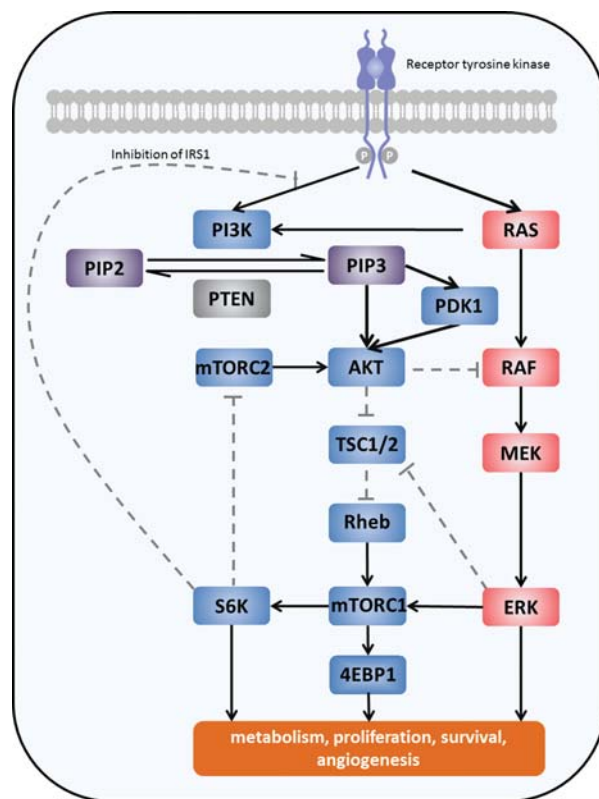 Receptor tyrosine kinase
P
P
Inhibition of IRS1
PI3K
RAS
PIP2
PIP3
PTEN
PDK1
mTORC2
AKT
RAF
TSC1/2
MEK
Rheb
S6K
mTORC1
ERK
4EBP1
metabolism, proliferation, survival,
angiogenesis